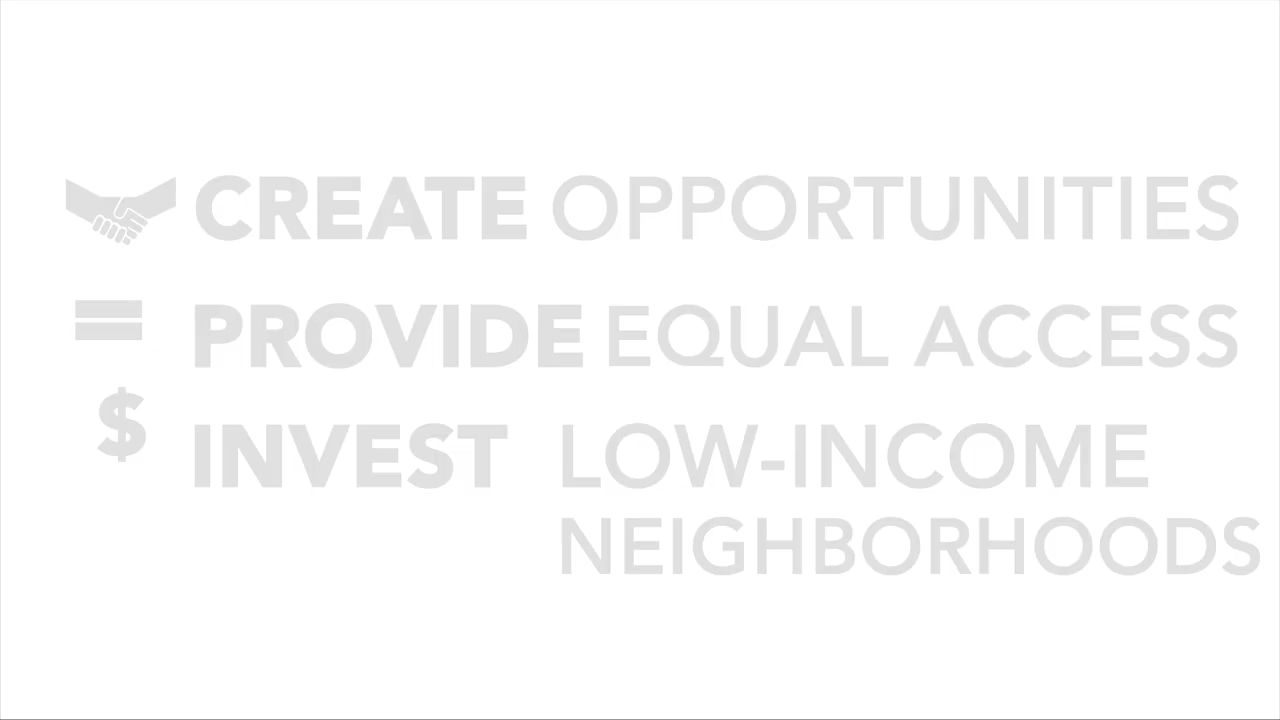 CREATE OPPORTUNITIES
= PROVIDE EQUAL ACCESS
$ INVEST LOW-INCOME
NEIGHBORHOODS